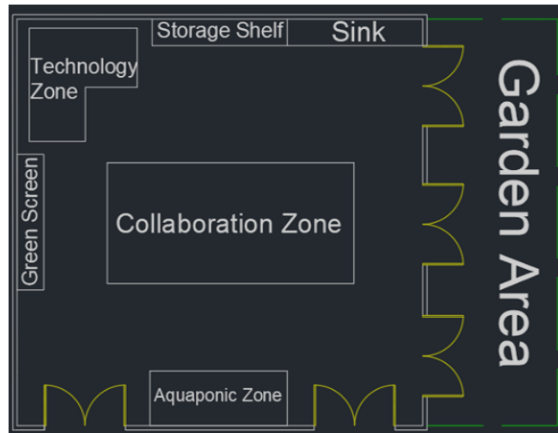 Storage Shelf
Sink
Technology
Zone
Garden Area
Green Screen
Collaboration Zone
Aquaponic Zone